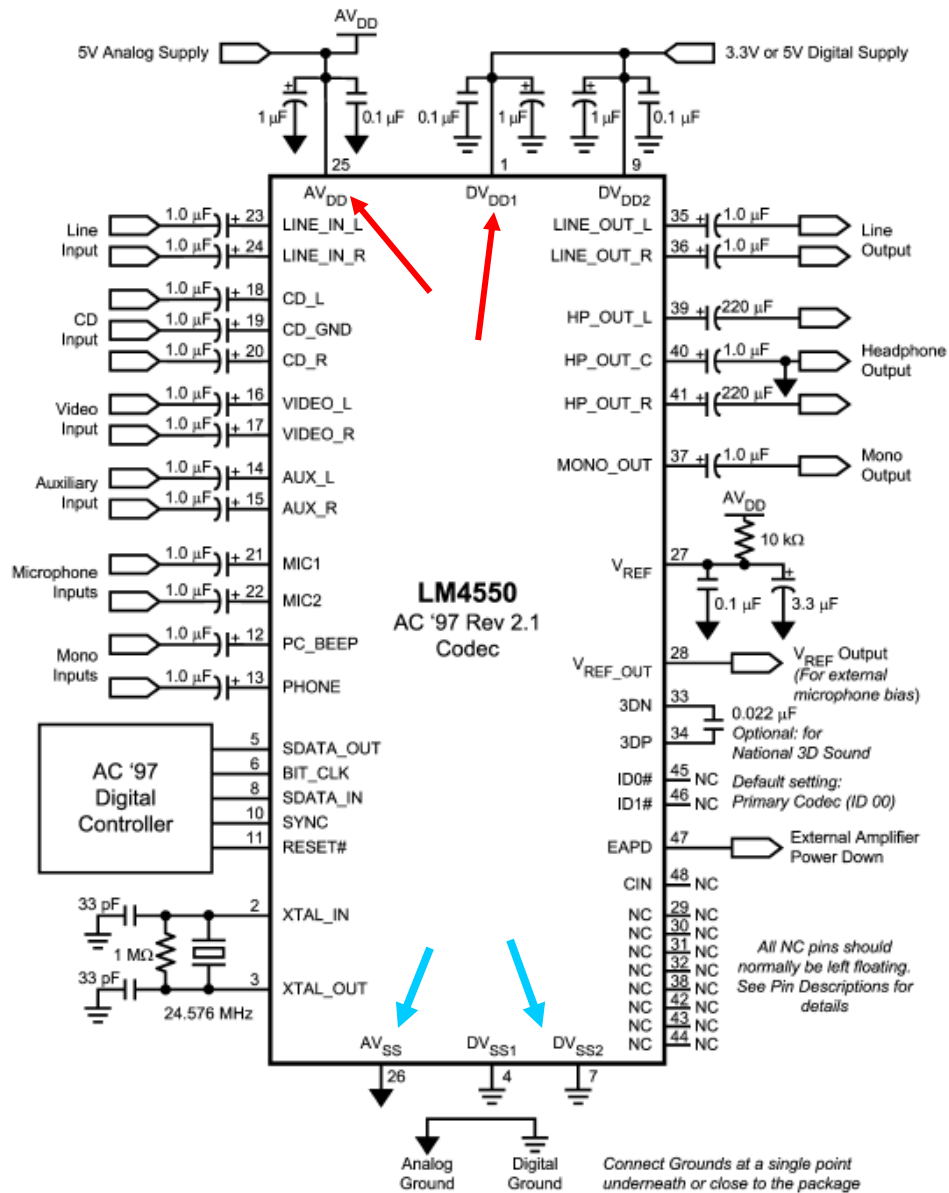 AVDD
5V Analog Supply
3.3V or 5V Digital Supply
+
1 µF
0.1 µF
0.1 µF
+
1 µF
+
1 µF
0.1 µF
25
1
9
AVDD
DVDD1
DVDD2
Line
Input
1.0 µF + 23 LINE_IN_L
1.0 µF + 24 LINE_IN_R
CD
Input
1.0 µF + 18 CD_L
1.0 µF + 19 CD_GND
1.0 µF + 20 CD_R
Video
Input
1.0 µF + 16 VIDEO_L
1.0 µF + 17 VIDEO_R
Auxiliary
Input
1.0 µF + 14 AUX_L
1.0 µF + 15 AUX_R
Microphone
Inputs
1.0 µF + 21 MIC1
1.0 µF + 22 MIC2
Mono
Inputs
1.0 µF + 12 PC_BEEP
1.0 µF + 13 PHONE
AC '97
Digital
Controller
5 SDATA_OUT
6 BIT_CLK
8 SDATA_IN
10 SYNC
11 RESET#
33 pF
2 XTAL_IN
1 MΩ
33 pF
3 XTAL_OUT
24.576 MHz
LM4550
AC '97 Rev 2.1
Codec
LINE_OUT_L 35 + 1.0 µF
LINE_OUT_R 36 + 1.0 µF
Line
Output
HP_OUT_L 39 + 220 µF
HP_OUT_C 40 + 1.0 µF
HP_OUT_R 41 + 220 µF
Headphone
Output
MONO_OUT 37 + 1.0 µF
Mono
Output
AVDD
10 kΩ
VREF 27
0.1 µF
+
3.3 µF
VREF_OUT 28
VREF Output
(For external
microphone bias)
3DN 33
3DP 34
0.022 µF
Optional: for
National 3D Sound
ID0# 45 NC
ID1# 46 NC
Default setting:
Primary Codec (ID 00)
EAPD 47
External Amplifier
Power Down
CIN 48 NC
NC 29 NC
NC 30 NC
NC 31 NC
NC 32 NC
NC 38 NC
NC 42 NC
NC 43 NC
NC 44 NC
All NC pins should
normally be left floating.
See Pin Descriptions for
details
AVSS
DVSS1
DVSS2
26
4
7
Analog
Ground
Digital
Ground
Connect Grounds at a single point
underneath or close to the package